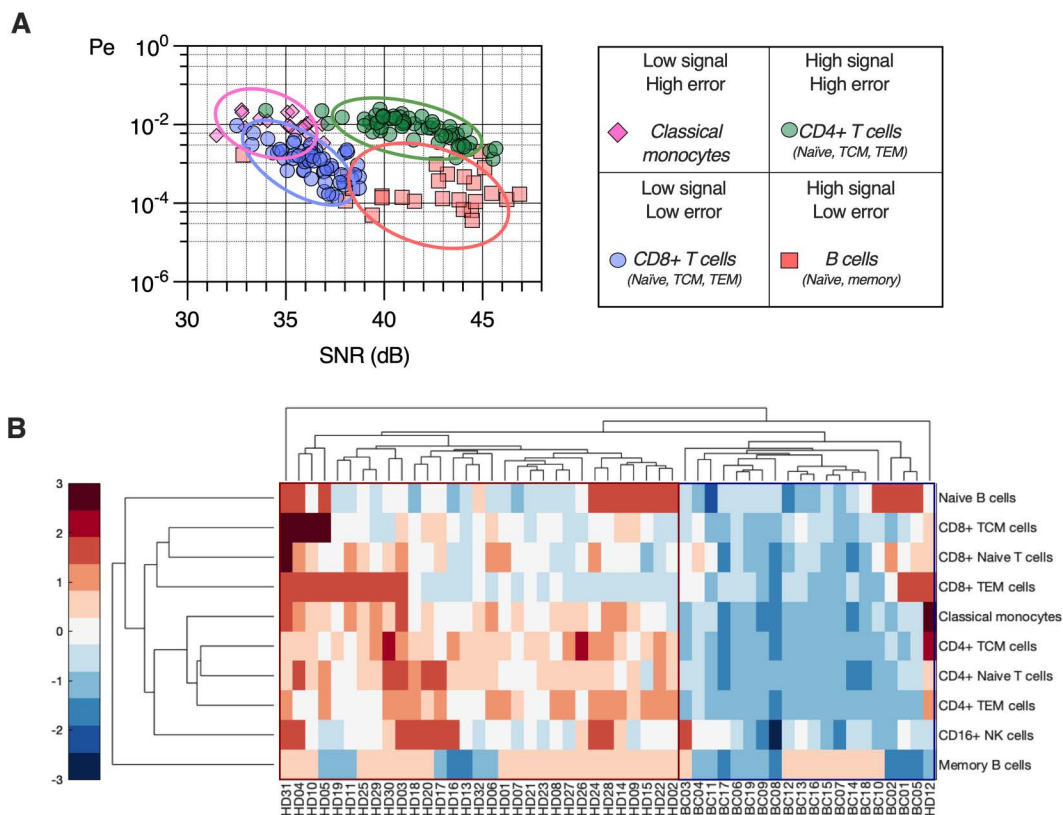 A
Pe
10⁰
10⁻²
10⁻⁴
10⁻⁶
30 35 40 45
SNR (dB)
Low signal
High error
Classical
monocytes
High signal
High error
CD4+ T cells
(Naïve, TCM, TEM)
Low signal
Low error
CD8+ T cells
(Naïve, TCM, TEM)
High signal
Low error
B cells
(Naïve, memory)
B
3
2
1
0
-1
-2
-3
Naive B cells
CD8+ TCM cells
CD8+ Naive T cells
CD8+ TEM cells
Classical monocytes
CD4+ TCM cells
CD4+ Naive T cells
CD4+ TEM cells
CD16+ NK cells
Memory B cells
HD31
HD04
HD10
HD05
HD19
HD11
HD25
HD29
HD30
HD03
HD18
HD20
HD17
HD16
HD13
HD32
HD06
HD01
HD07
HD21
HD23
HD08
HD27
HD26
HD24
HD28
HD14
HD09
HD15
HD22
HD02
BC03
BC04
BC11
BC17
BC06
BC19
BC09
BC08
BC12
BC13
BC16
BC15
BC07
BC14
BC18
BC10
BC02
BC01
BC05
HD12